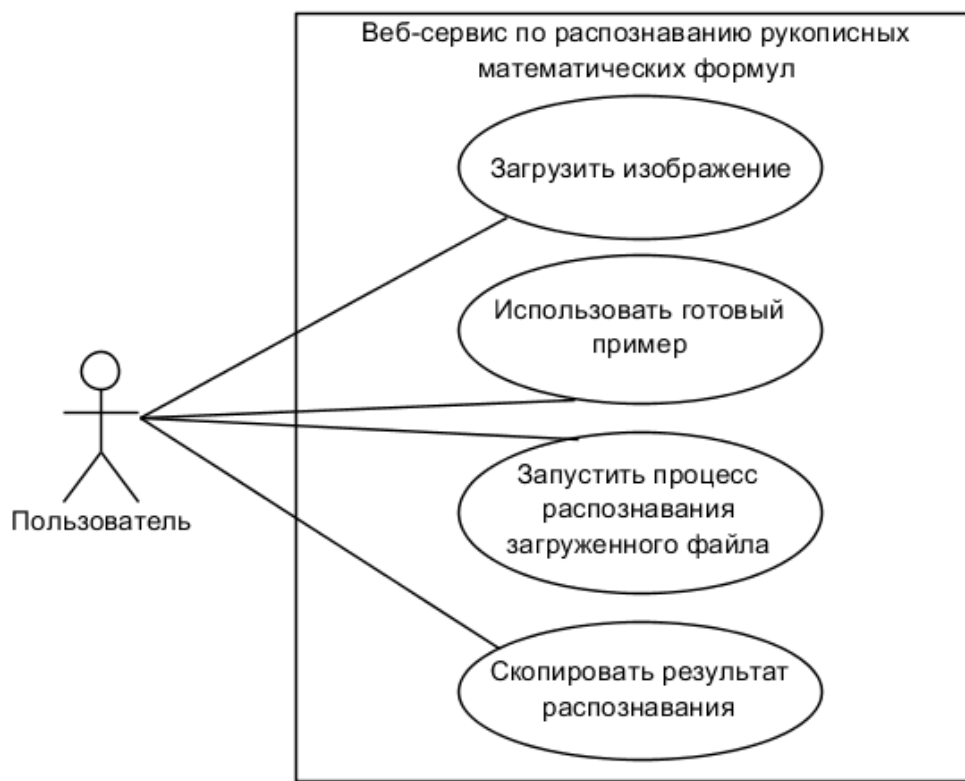 Веб-сервис по распознаванию рукописных
математических формул
Загрузить изображение
Использовать готовый
пример
Запустить процесс
распознавания
загруженного файла
Пользователь
Скопировать результат
распознавания